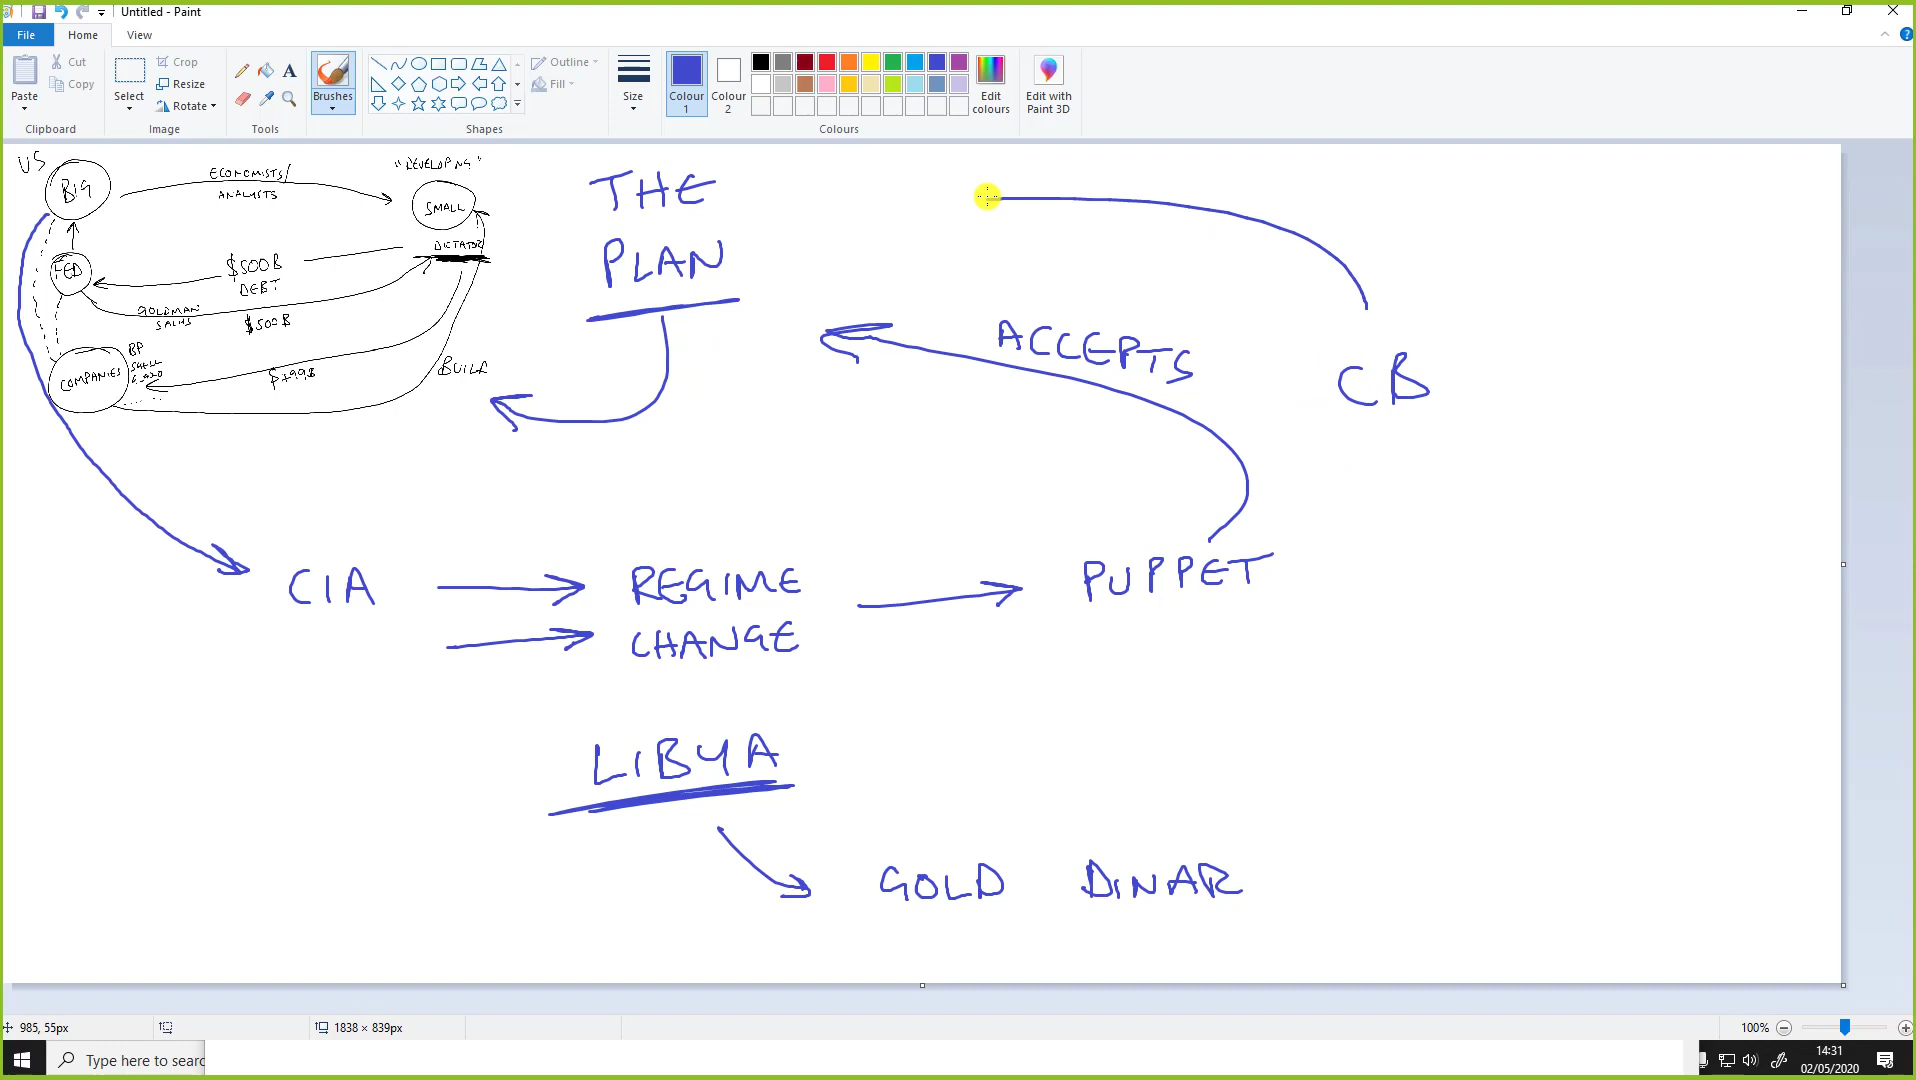 Untitled - Paint
File
Home
View
Paste
Cut
Copy
Clipboard
Select
Crop
Resize
Rotate
Image
A
Tools
Brushes
Outline
Fill
Shapes
Size
Colour
1
Colour
2
Edit
colours
Edit with
Paint 3D
Colours
US
BIG
ECONOMISTS/
ANALYSTS
"DEVELOPING"
SMALL
DICTATOR
FED
$500B
DEBT
GOLDMAN
SACHS
$500B
COMPANIES
BP
SHELL
$499B
BUILD
THE
PLAN
ACCEPTS
CB
CIA
REGIME
CHANGE
PUPPET
LIBYA
GOLD DINAR
985, 55px
1838 × 839px
100%
Type here to searc
14:31
02/05/2020